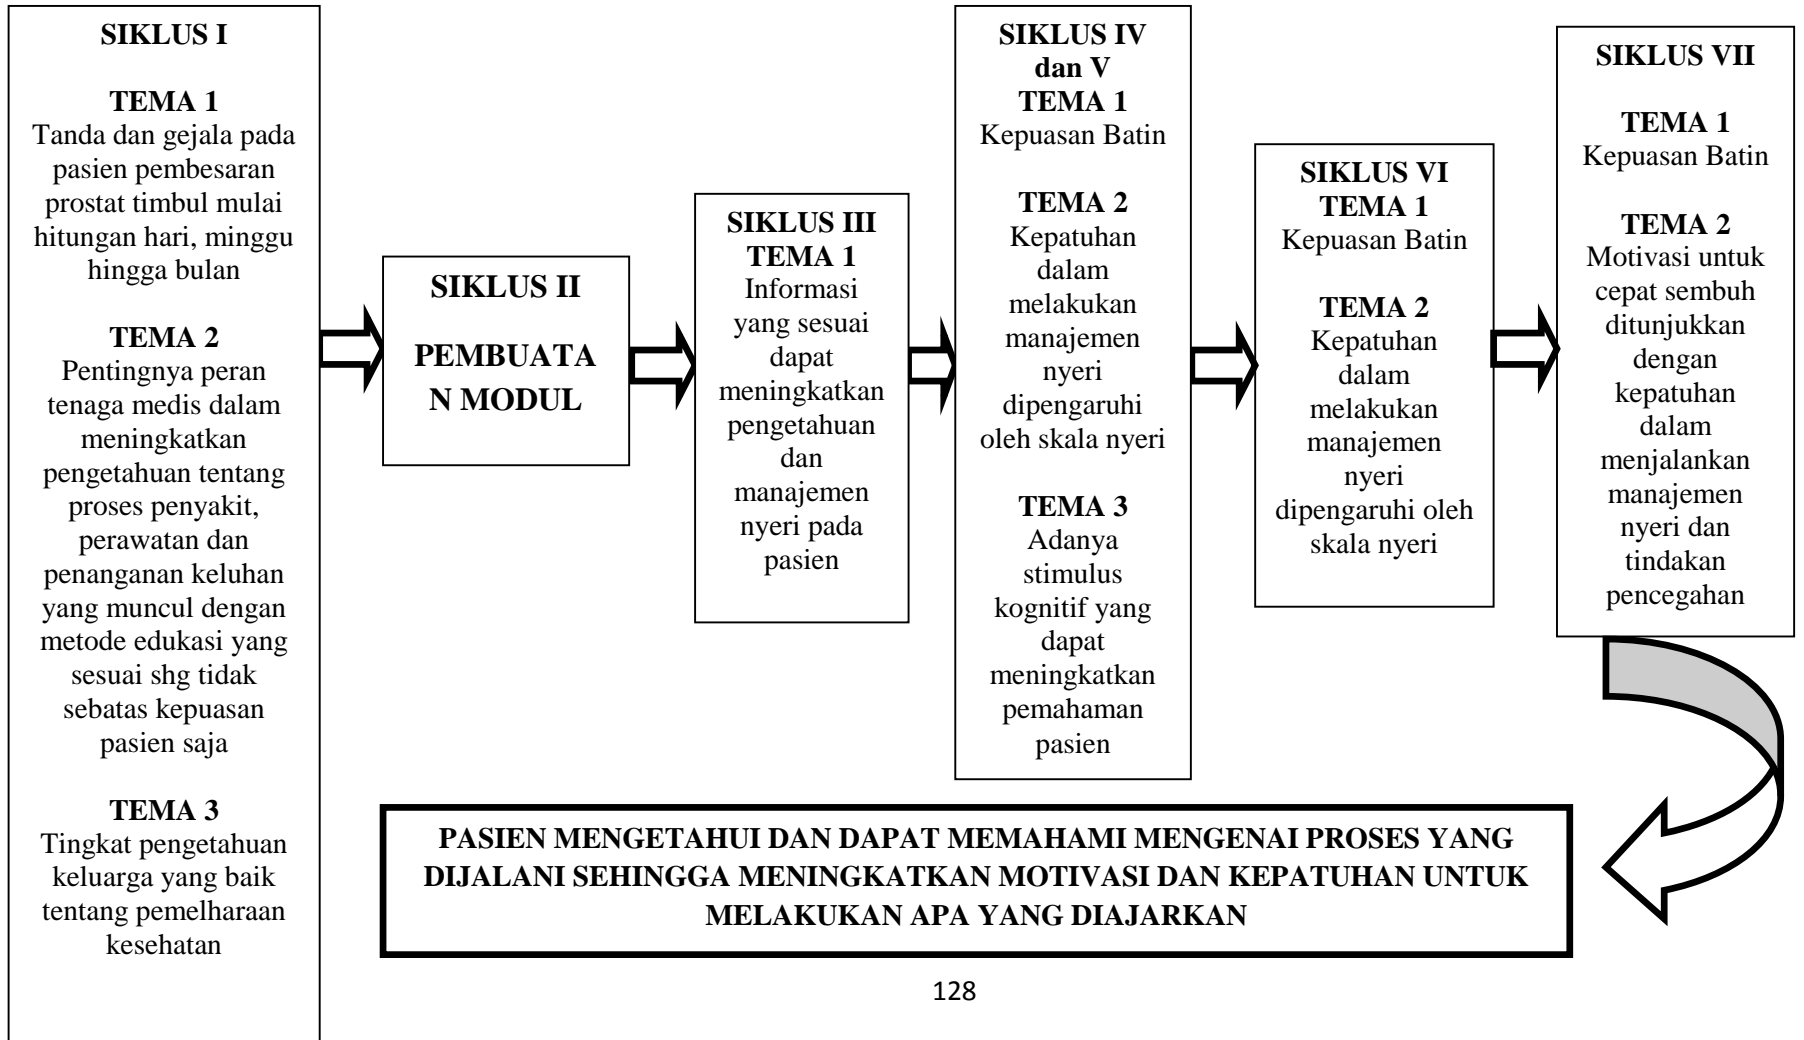 SIKLUS I
TEMA 1
Tanda dan gejala pada
pasien pembesaran
prostat timbul mulai
hitungan hari, minggu
hingga bulan
TEMA 2
Pentingnya peran
tenaga medis dalam
meningkatkan
pengetahuan tentang
proses penyakit,
perawatan dan
penanganan keluhan
yang muncul dengan
metode edukasi yang
sesuai shg tidak
sebatas kepuasan
pasien saja
TEMA 3
Tingkat pengetahuan
keluarga yang baik
tentang pemelharaan
kesehatan
SIKLUS II
PEMBUATA
N MODUL
SIKLUS III
TEMA 1
Informasi
yang sesuai
dapat
meningkatkan
pengetahuan
dan
manajemen
nyeri pada
pasien
SIKLUS IV
dan V
TEMA 1
Kepuasan Batin
TEMA 2
Kepatuhan
dalam
melakukan
manajemen
nyeri
dipengaruhi
oleh skala nyeri
TEMA 3
Adanya
stimulus
kognitif yang
dapat
meningkatkan
pemahaman
pasien
SIKLUS VI
TEMA 1
Kepuasan Batin
TEMA 2
Kepatuhan
dalam
melakukan
manajemen
nyeri
dipengaruhi oleh
skala nyeri
SIKLUS VII
TEMA 1
Kepuasan Batin
TEMA 2
Motivasi untuk
cepat sembuh
ditunjukkan
dengan
kepatuhan
dalam
menjalankan
manajemen
nyeri dan
tindakan
pencegahan
PASIEN MENGETAHUI DAN DAPAT MEMAHAMI MENGENAI PROSES YANG
DIJALANI SEHINGGA MENINGKATKAN MOTIVASI DAN KEPATUHAN UNTUK
MELAKUKAN APA YANG DIAJARKAN
128